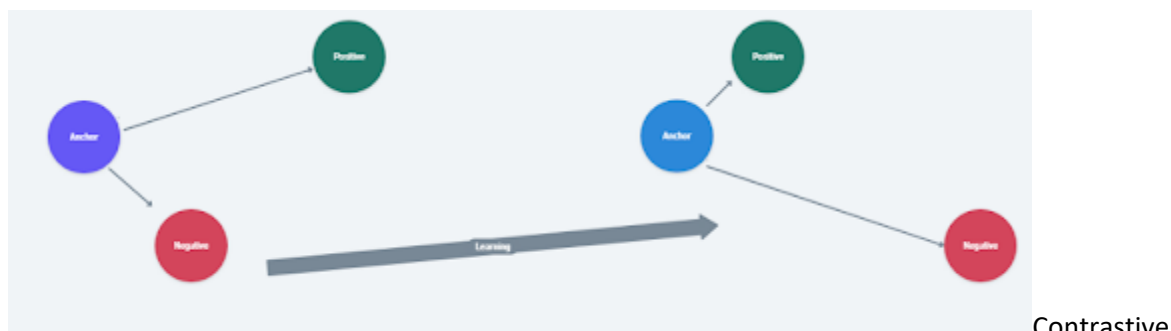 Positive
Positive
Anchor
Anchor
Negative
Learning
Negative
Contrastive